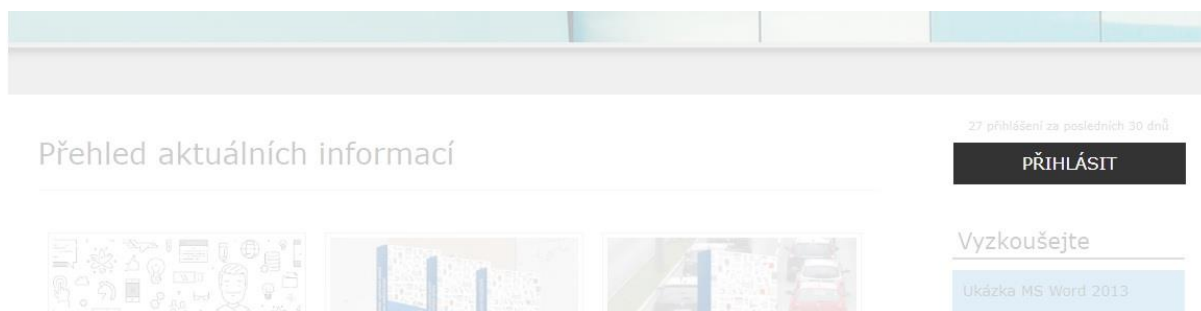 27 přihlášení za posledních 30 dnů
Přehled aktuálních informací
PŘIHLÁSIT
Vyzkoušejte
Ukázka MS Word 2013